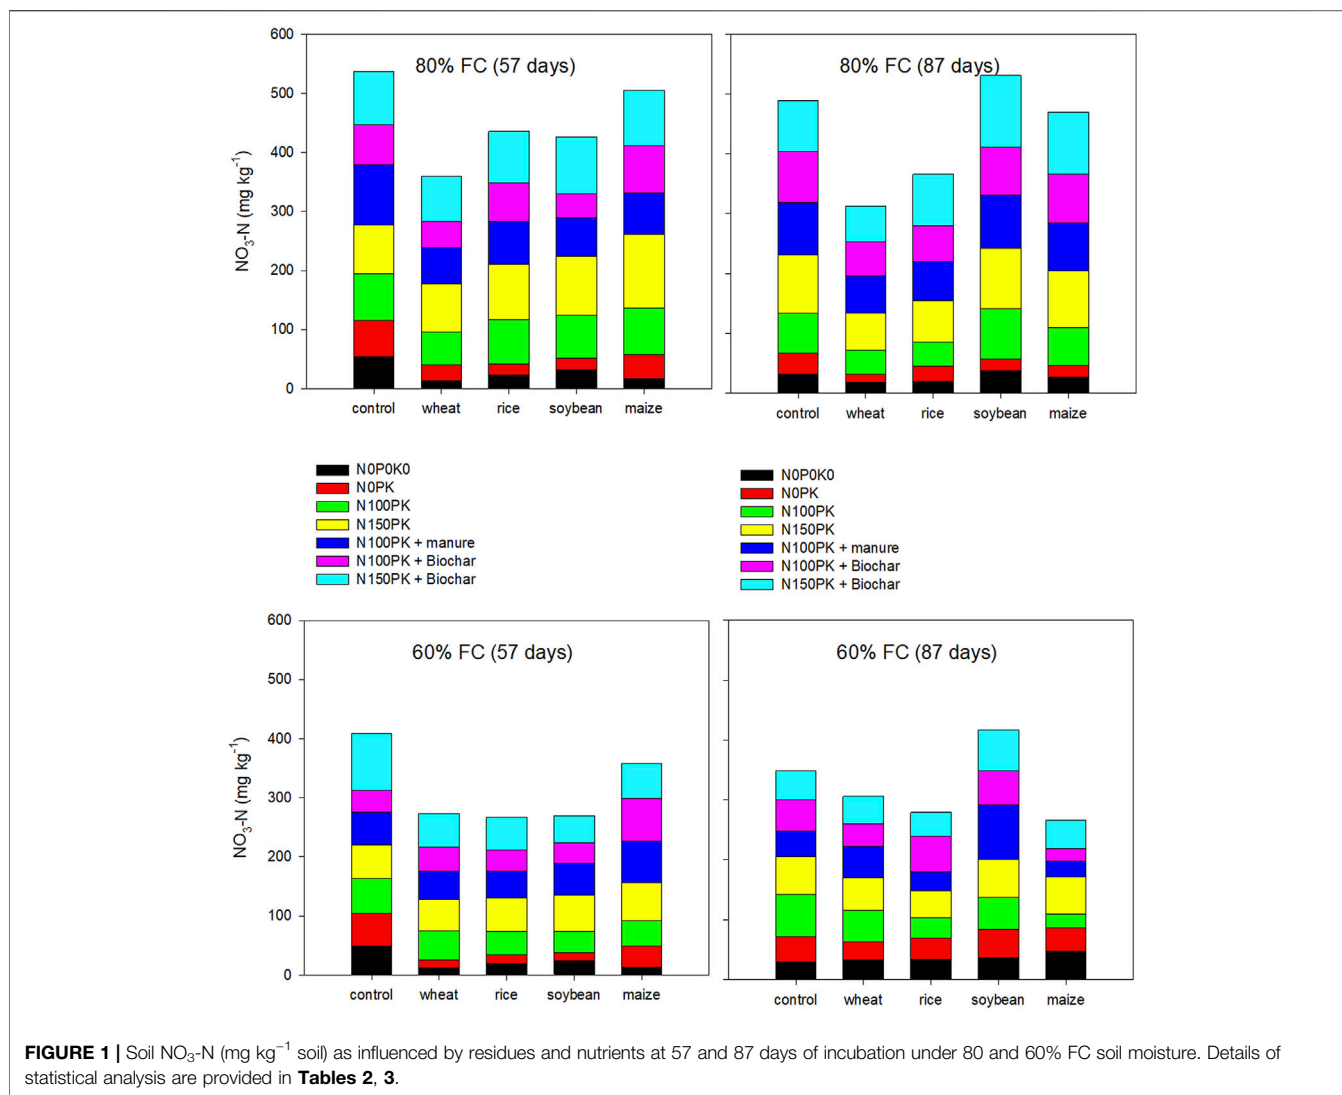 80% FC (57 days)
80% FC (87 days)
600
500
400
300
200
100
0
NO₃-N (mg kg⁻¹)
control wheat rice soybean maize
control wheat rice soybean maize
N0P0K0
N0PK
N100PK
N150PK
N100PK + manure
N100PK + Biochar
N150PK + Biochar
N0P0K0
N0PK
N100PK
N150PK
N100PK + manure
N100PK + Biochar
N150PK + Biochar
60% FC (57 days)
60% FC (87 days)
600
500
400
300
200
100
0
NO₃-N (mg kg⁻¹)
control wheat rice soybean maize
control wheat rice soybean maize
FIGURE 1 | Soil NO₃-N (mg kg⁻¹ soil) as influenced by residues and nutrients at 57 and 87 days of incubation under 80 and 60% FC soil moisture. Details of
statistical analysis are provided in Tables 2, 3.